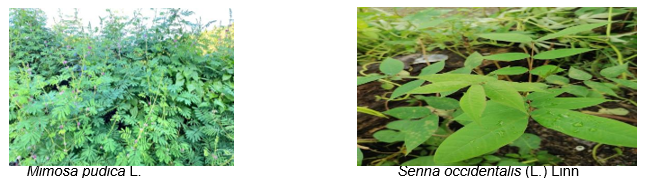 Mimosa pudica L.
Senna occidentalis (L.) Linn